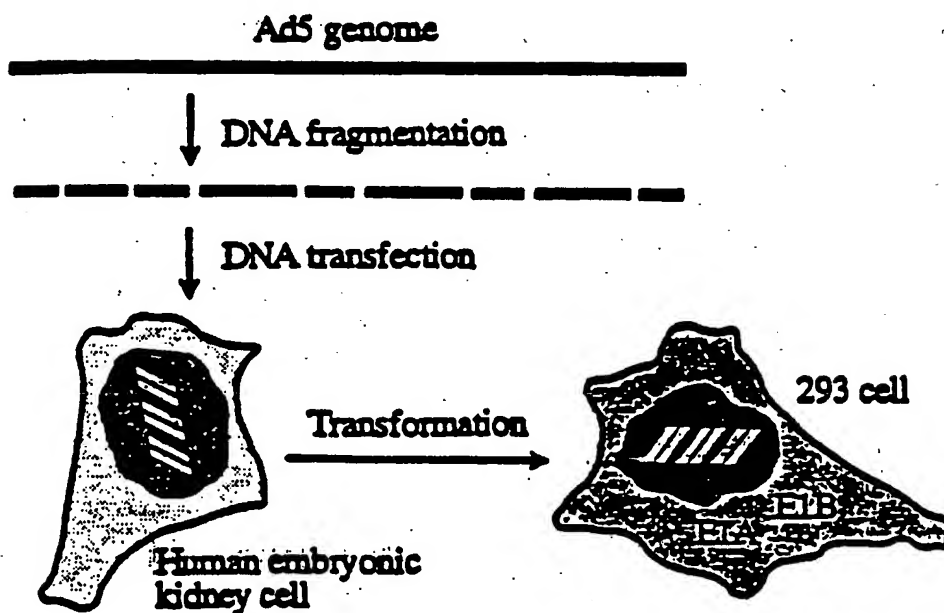 Ad5 genome
DNA fragmentation
DNA transfection
293 cell
Transformation
E1B
E1A
Human embryonic
kidney cell